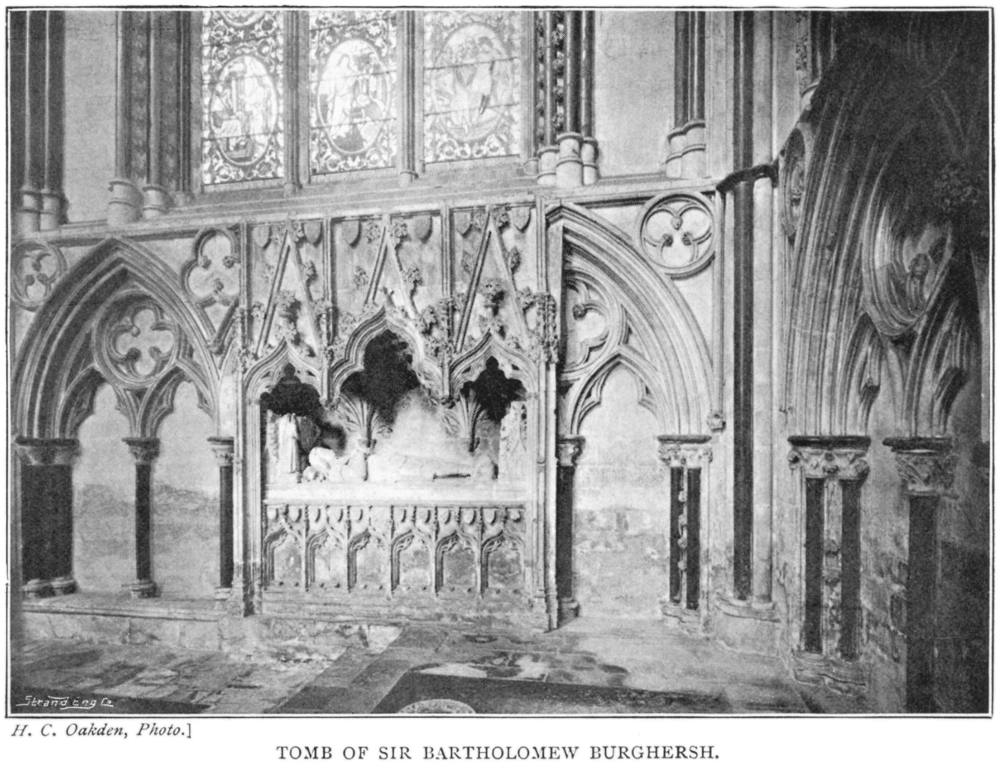 Strand Eng Co
H. C. Oakden, Photo.]
TOMB OF SIR BARTHOLOMEW BURGHERSH.